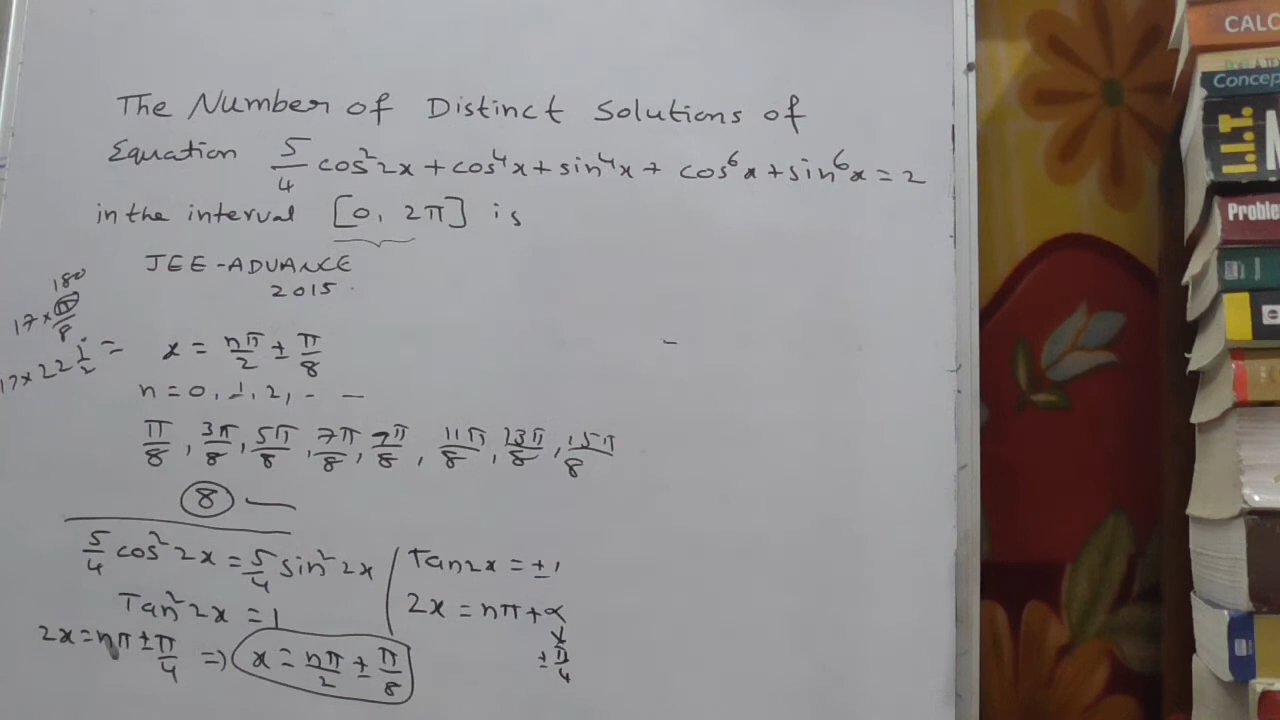 The Number of Distinct Solutions of
Equation 5/4 cos²2x + cos⁴x + sin⁴x + cos⁶x + sin⁶x = 2
in the interval [0, 2π] is
JEE-ADVANCE
2015.
180
17 × π/8
17 × 22 1/2 =
x = nπ/2 ± π/8
n = 0, 1, 2, - —
π/8, 3π/8, 5π/8, 7π/8, 9π/8, 11π/8, 13π/8, 15π/8
8
5/4 cos²2x = 5/4 sin²2x
Tan²2x = 1
2x = nπ ± π/4 ⇒ x = nπ/2 ± π/8
Tan2x = ±1
2x = nπ + α
± π/4
CALC
Concep
I.I.T.
Proble